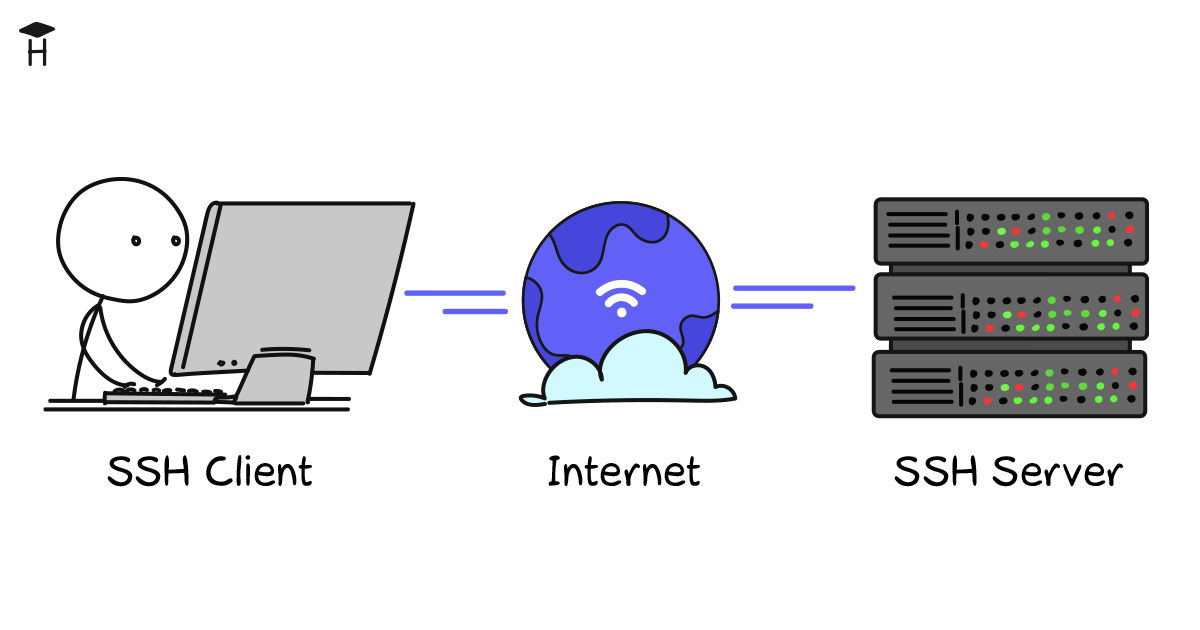 H
SSH Client
Internet
SSH Server